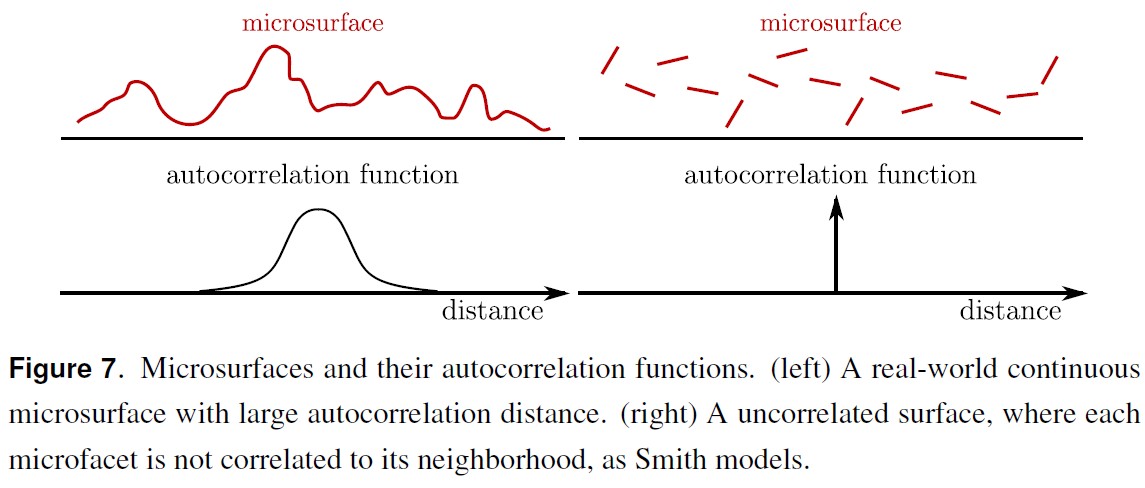 microsurface
microsurface
autocorrelation function
autocorrelation function
distance
distance
Figure 7. Microsurfaces and their autocorrelation functions. (left) A real-world continuous
microsurface with large autocorrelation distance. (right) A uncorrelated surface, where each
microfacet is not correlated to its neighborhood, as Smith models.